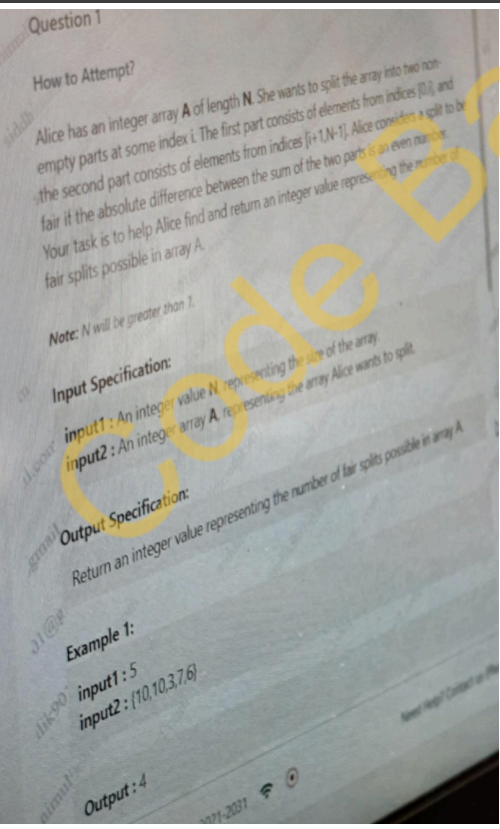 Question 1
How to Attempt?
Alice has an integer array A of length N. She wants to split the array into two non-
empty parts at some index i. The first part consists of elements from indices [0,i], and
the second part consists of elements from indices [i+1,N-1]. Alice considers a split to be
fair if the absolute difference between the sum of the two parts is an even number.
Your task is to help Alice find and return an integer value representing the number of
fair splits possible in array A.
Note: N will be greater than 1.
Input Specification:
input1 : An integer value N, representing the size of the array.
input2 : An integer array A, representing the array Alice wants to split.
Output Specification:
Return an integer value representing the number of fair splits possible in array A.
Example 1:
input1 : 5
input2 : {10,10,3,7,6}
Output : 4
Need Help? Contact us
2021-2031
Code Ba